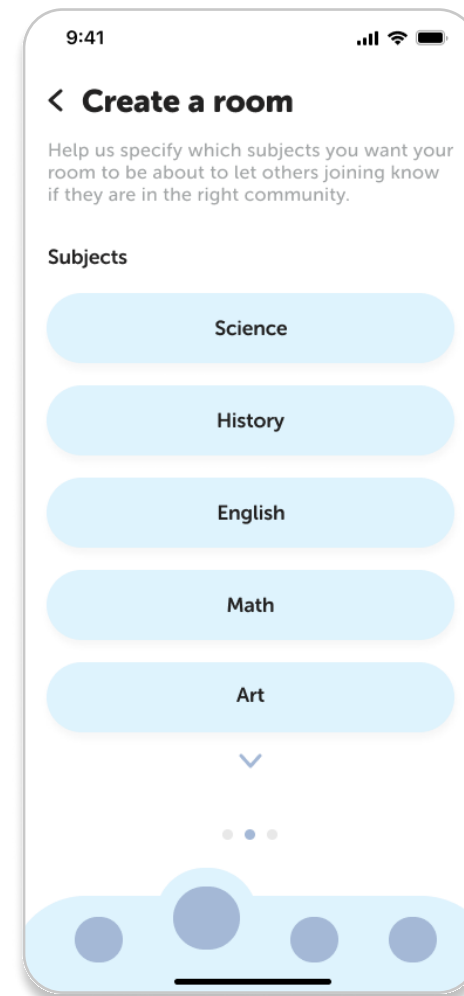 9:41
Create a room
Help us specify which subjects you want your
room to be about to let others joining know
if they are in the right community.
Subjects
Science
History
English
Math
Art